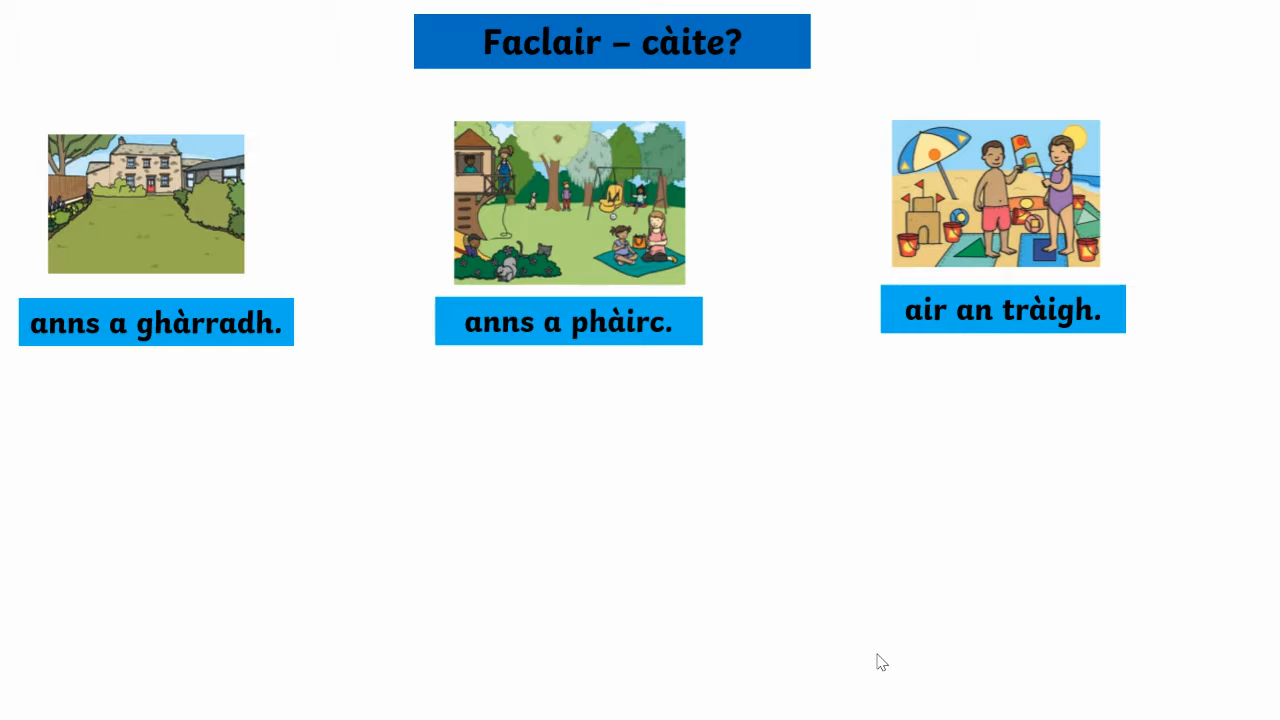 Faclair – càite?
anns a ghàrradh.
anns a phàirc.
air an tràigh.